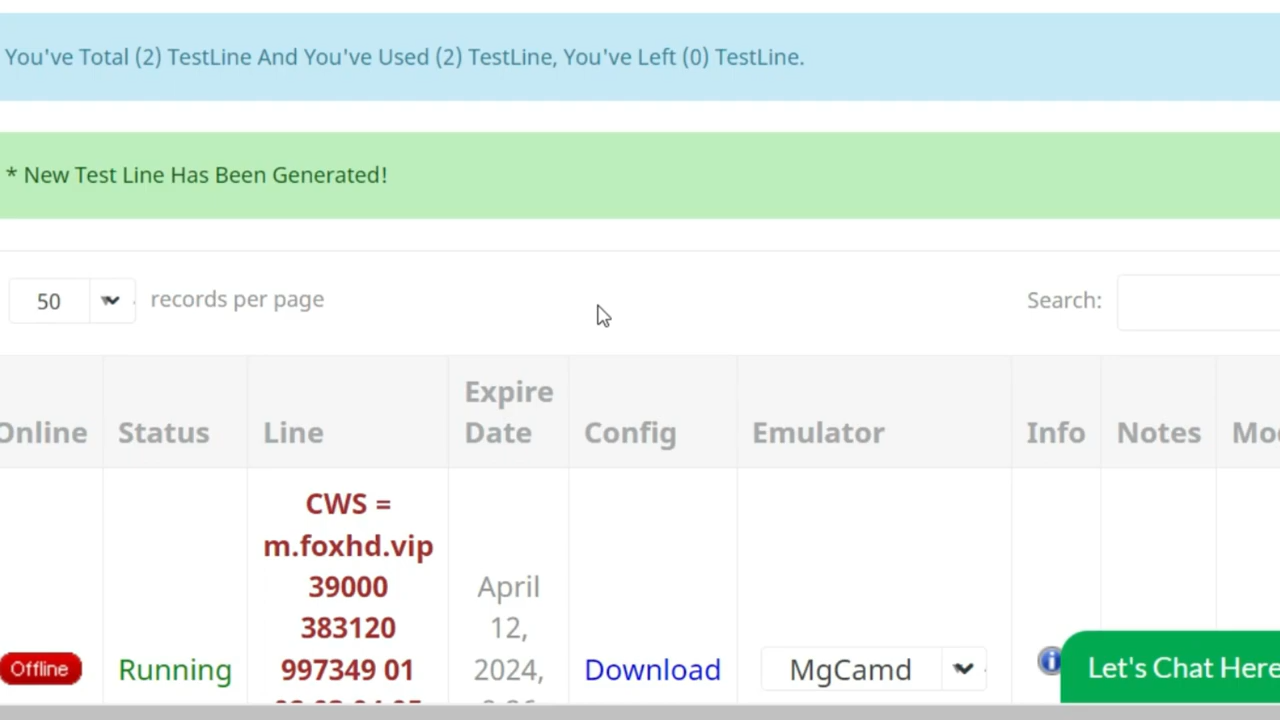 You've Total (2) TestLine And You've Used (2) TestLine, You've Left (0) TestLine.
* New Test Line Has Been Generated!
50 records per page Search:
Online Status Line Expire Date Config Emulator Info Notes
CWS =
m.foxhd.vip
39000
383120
997349 01
April
12,
2024,
Offline Running Download MgCamd
Let's Chat Here